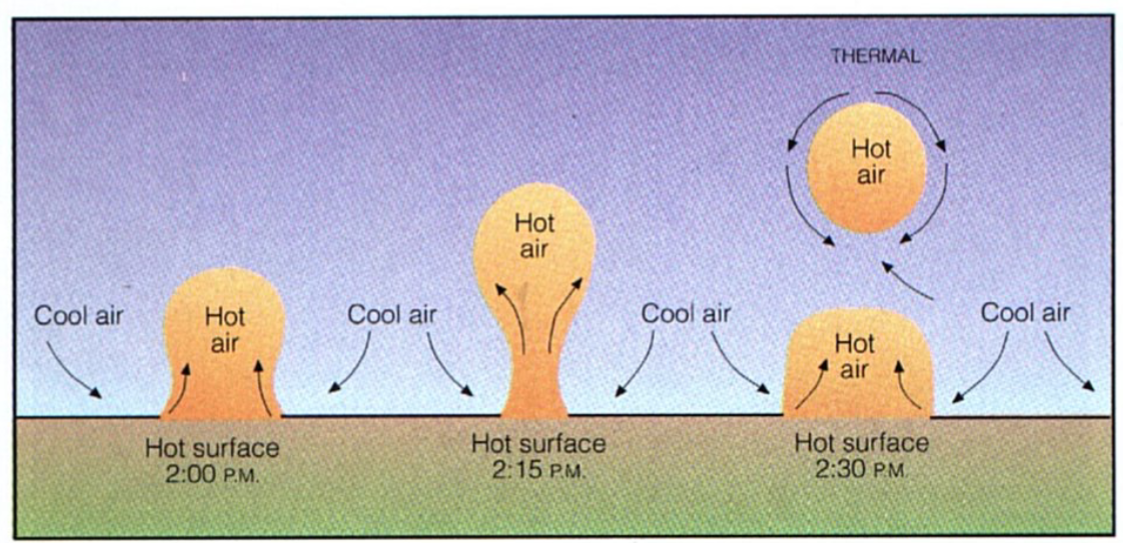 THERMAL
Hot
air
Hot
air
Cool air
Hot
air
Cool air
Cool air
Hot
air
Cool air
Hot surface
2:00 P.M.
Hot surface
2:15 P.M.
Hot surface
2:30 P.M.